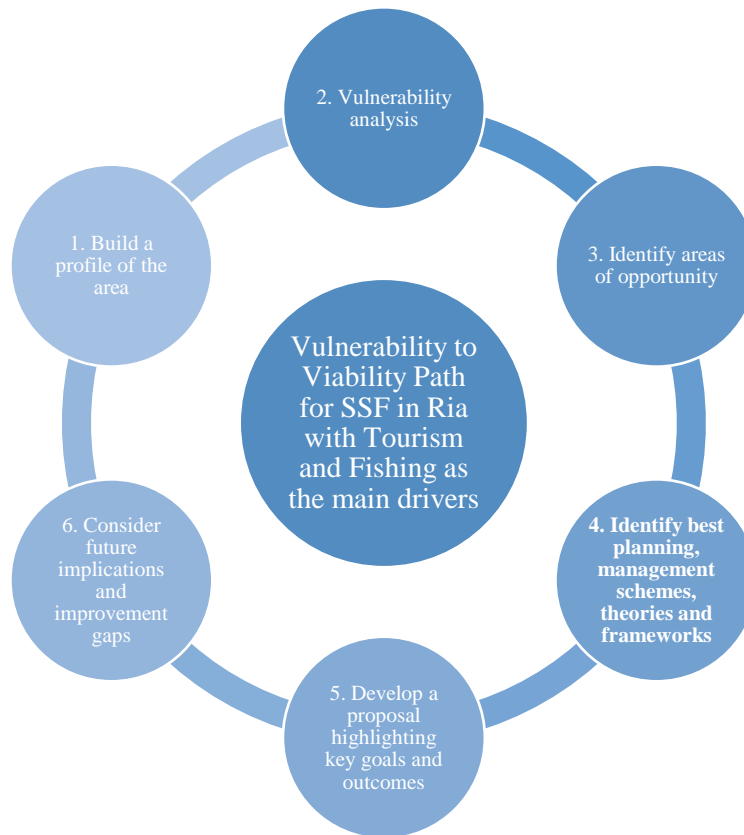 2. Vulnerability
analysis
1. Build a
profile of the
area
3. Identify areas
of opportunity
Vulnerability to
Viability Path
for SSF in Ria
with Tourism
and Fishing as
the main drivers
6. Consider
future
implications
and
improvement
gaps
4. Identify best
planning,
management
schemes,
theories and
frameworks
5. Develop a
proposal
highlighting
key goals and
outcomes